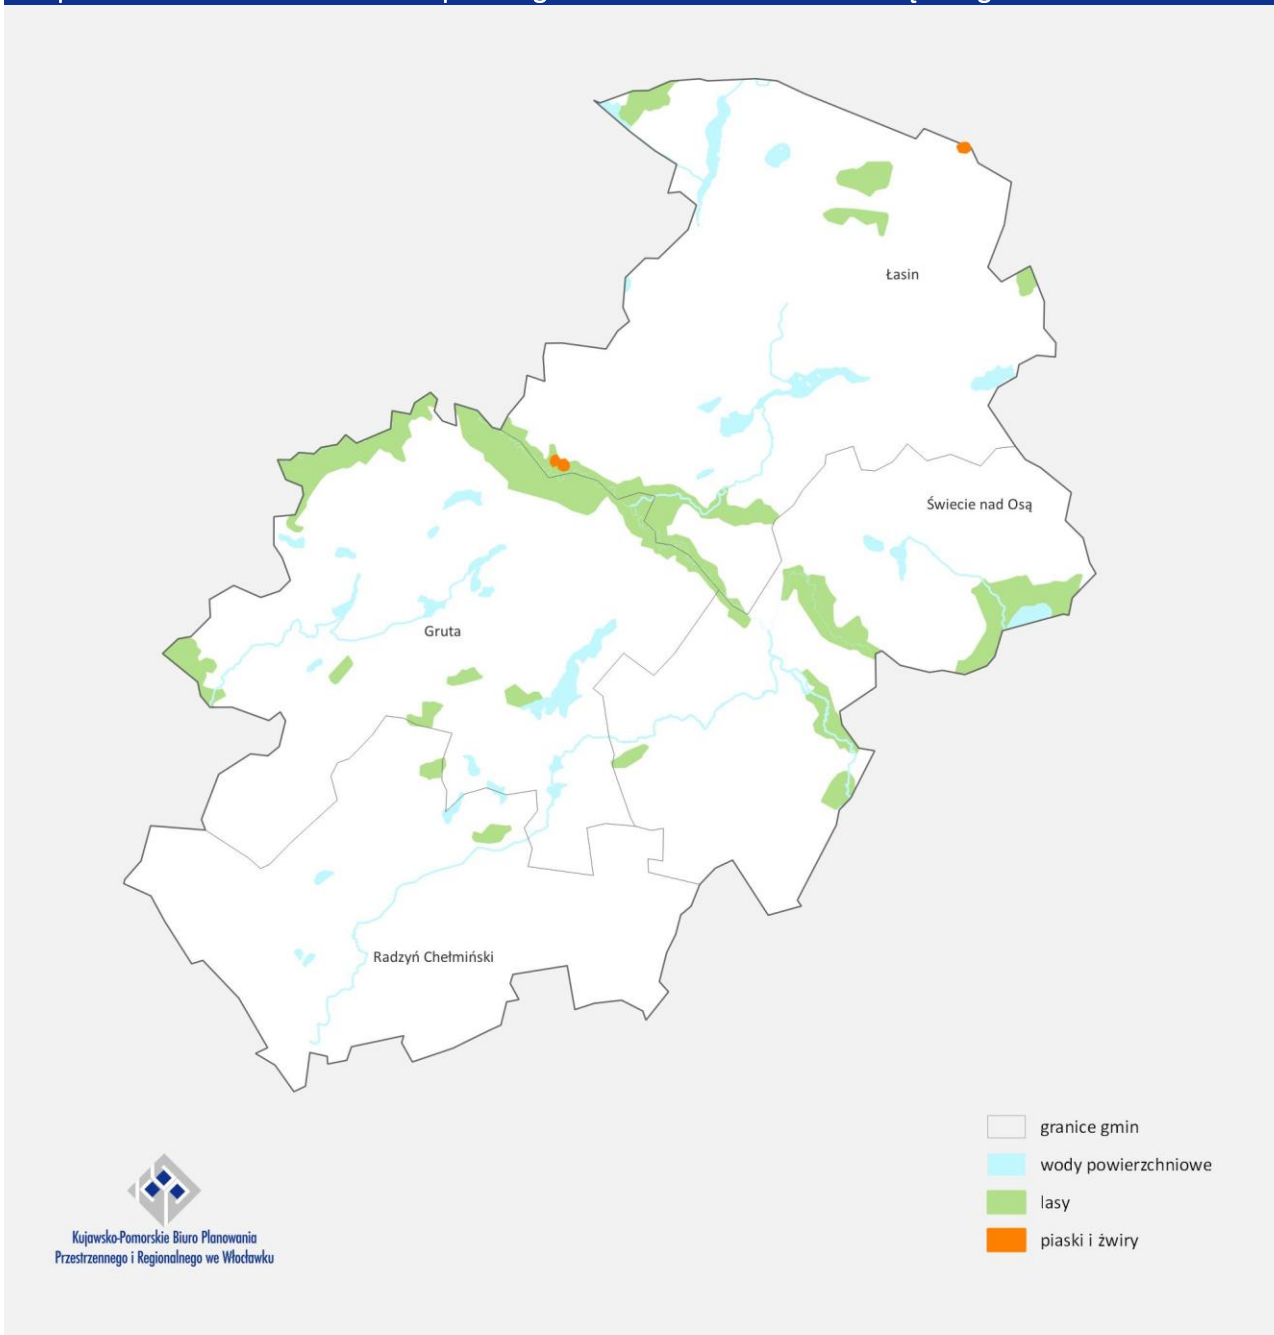 Łasin
Świecie nad Osą
Gruta
Radzyń Chełmiński
granice gmin
wody powierzchniowe
lasy
piaski i żwiry
Kujawsko-Pomorskie Biuro Planowania
Przestrzennego i Regionalnego we Włocławku